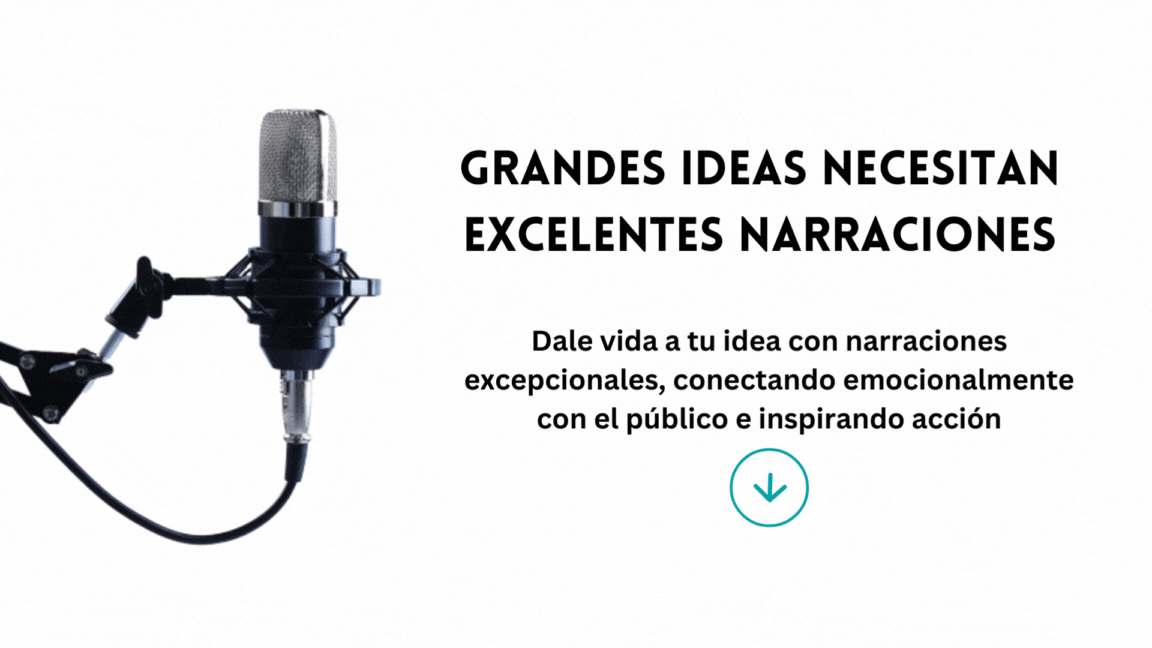 GRANDES IDEAS NECESITAN
EXCELENTES NARRACIONES
Dale vida a tu idea con narraciones
excepcionales, conectando emocionalmente
con el público e inspirando acción